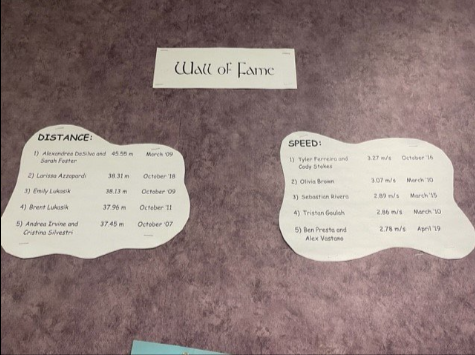 Wall of Fame
DISTANCE:
1) Alexandrea DaSilva and 45.55 m March '09
Sarah Foster
2) Larissa Azzopardi 38.31 m October '18
3) Emily Lukasik 38.13 m October '09
4) Brent Lukasik 37.96 m October '11
5) Andrea Irvine and 37.45 m October '07
Cristina Silvestri
SPEED:
1) Tyler Ferreira and 3.27 m/s October '16
Cody Stokes
2) Olivia Brown 3.07 m/s March '10
3) Sebastian Rivera 2.89 m/s March '15
4) Tristan Goulah 2.86 m/s March '10
5) Ben Presta and 2.78 m/s April '19
Alex Vastano